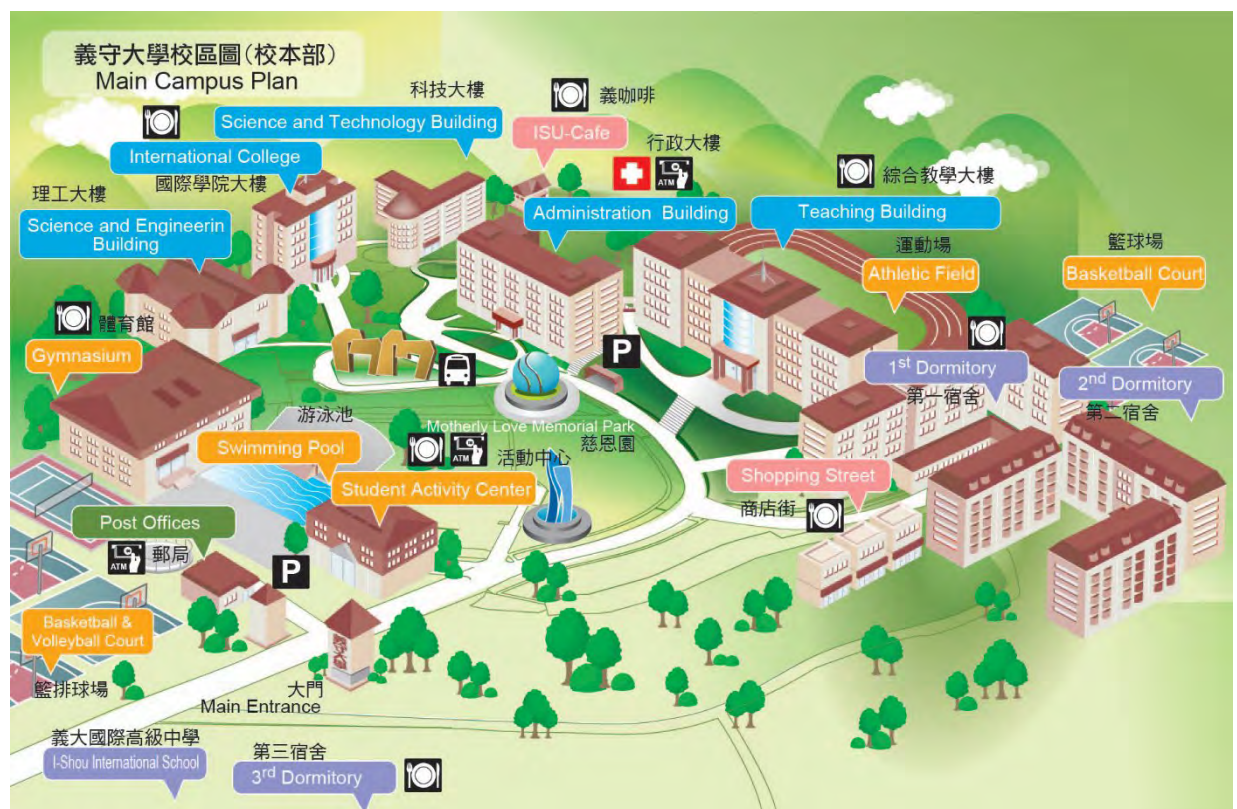 義守大學校區圖(校本部)
Main Campus Plan
科技大樓
Science and Technology Building
義咖啡
ISU-Cafe
International College
國際學院大樓
行政大樓
ATM
Administration Building
綜合教學大樓
Teaching Building
理工大樓
Science and Engineerin
Building
運動場
Athletic Field
籃球場
Basketball Court
體育館
Gymnasium
P
1st Dormitory
第一宿舍
2nd Dormitory
第二宿舍
游泳池
Swimming Pool
Motherly Love Memorial Park
慈恩園
ATM
活動中心
Student Activity Center
Shopping Street
商店街
Post Offices
ATM
郵局
P
Basketball &
Volleyball Court
籃排球場
大門
Main Entrance
義大國際高級中學
I-Shou International School
第三宿舍
3rd Dormitory